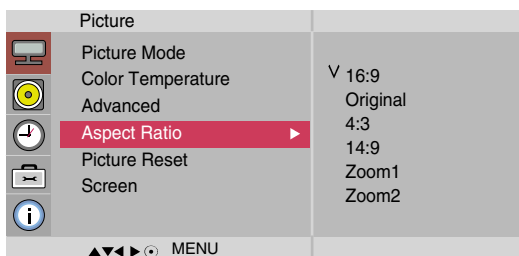 Picture
Picture Mode
Color Temperature
Advanced
Aspect Ratio
Picture Reset
Screen
V 16:9
Original
4:3
14:9
Zoom1
Zoom2
MENU